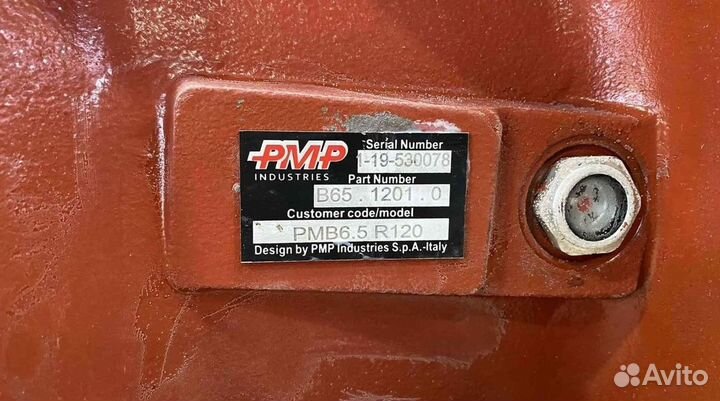 PMP
INDUSTRIES
Serial Number
1-19-530078
Part Number
B65 . 1201 . 0
Customer code/model
PMB6.5 R120
Design by PMP Industries S.p.A.-Italy
Avito